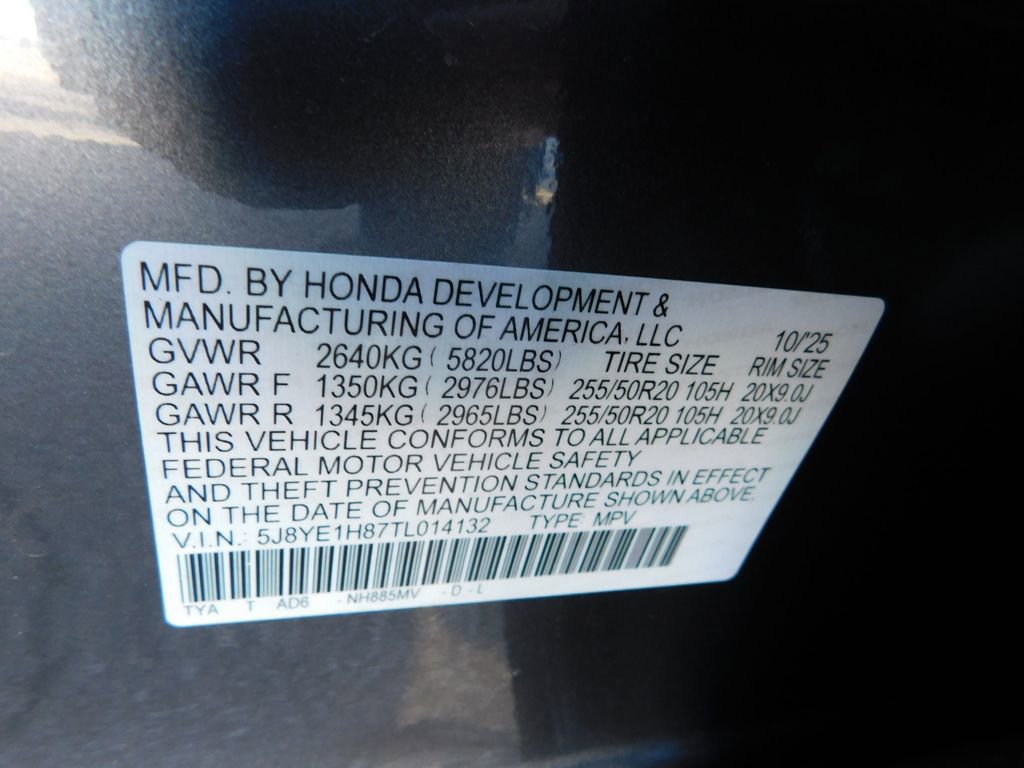 MFD. BY HONDA DEVELOPMENT &
MANUFACTURING OF AMERICA, LLC 10/'25
GVWR 2640KG ( 5820LBS) TIRE SIZE RIM SIZE
GAWR F 1350KG ( 2976LBS) 255/50R20 105H 20X9.0J
GAWR R 1345KG ( 2965LBS) 255/50R20 105H 20X9.0J
THIS VEHICLE CONFORMS TO ALL APPLICABLE
FEDERAL MOTOR VEHICLE SAFETY
AND THEFT PREVENTION STANDARDS IN EFFECT
ON THE DATE OF MANUFACTURE SHOWN ABOVE.
V.I.N.: 5J8YE1H87TL014132 TYPE: MPV
TYA T AD6 - NH885MV - D - L